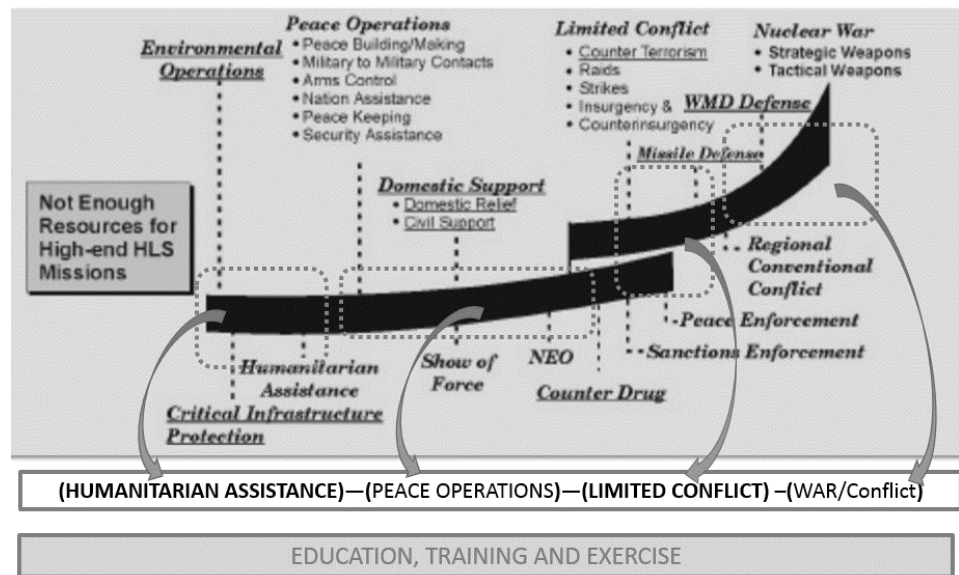 Environmental
Operations
Peace Operations
• Peace Building/Making
• Military to Military Contacts
• Arms Control
• Nation Assistance
• Peace Keeping
• Security Assistance
Limited Conflict
• Counter Terrorism
• Raids
• Strikes
• Insurgency &
• Counterinsurgency
Nuclear War
• Strategic Weapons
• Tactical Weapons
WMD Defense
Missile Defense
Not Enough
Resources for
High-end HLS
Missions
Domestic Support
• Domestic Relief
• Civil Support
Regional
Conventional
Conflict
Peace Enforcement
Sanctions Enforcement
Humanitarian
Assistance
Critical Infrastructure
Protection
Show of
Force
NEO
Counter Drug
(HUMANITARIAN ASSISTANCE)—(PEACE OPERATIONS)—(LIMITED CONFLICT) –(WAR/Conflict)
EDUCATION, TRAINING AND EXERCISE